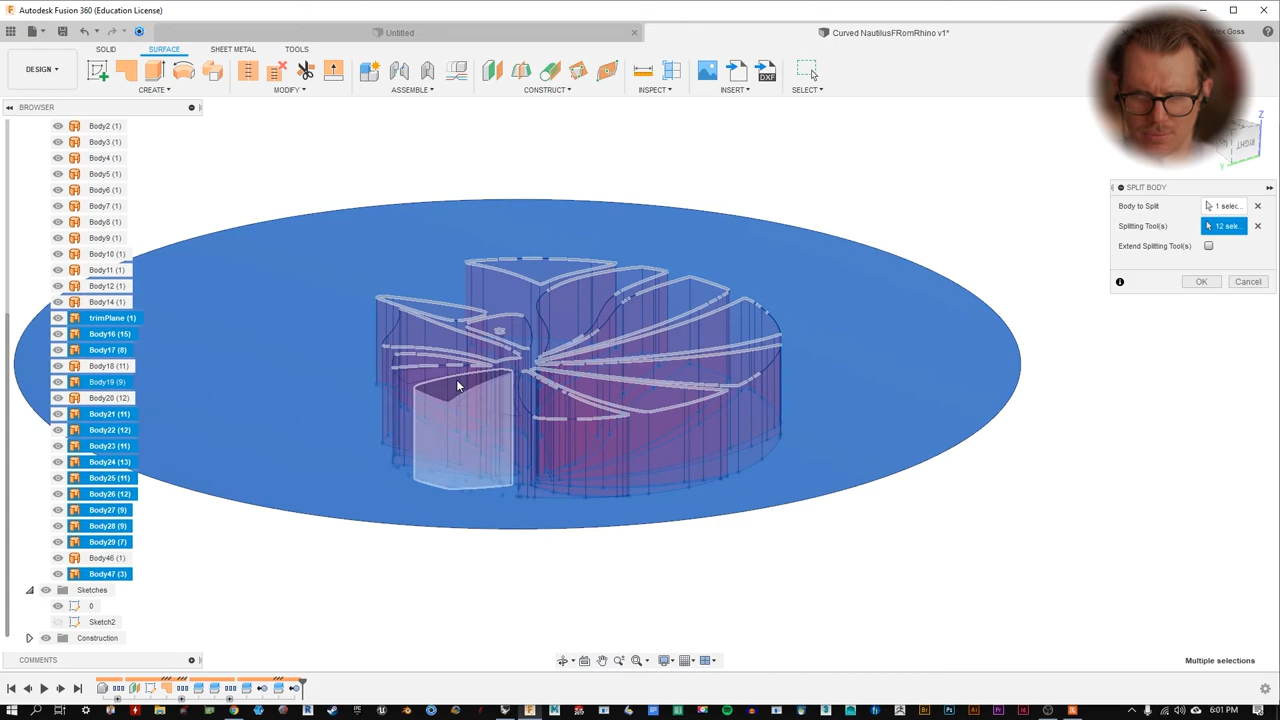 Autodesk Fusion 360 (Education License)
Untitled
Curved NautilusFRomRhino v1*
Alex Goss
DESIGN
SOLID
SURFACE
SHEET METAL
TOOLS
CREATE
MODIFY
ASSEMBLE
CONSTRUCT
INSPECT
INSERT
SELECT
BROWSER
Body2 (1)
Body3 (1)
Body4 (1)
Body5 (1)
Body6 (1)
Body7 (1)
Body8 (1)
Body9 (1)
Body10 (1)
Body11 (1)
Body12 (1)
Body14 (1)
trimPlane (1)
Body16 (15)
Body17 (8)
Body18 (11)
Body19 (9)
Body20 (12)
Body21 (11)
Body22 (12)
Body23 (11)
Body24 (13)
Body25 (11)
Body26 (12)
Body27 (9)
Body28 (9)
Body29 (7)
Body46 (1)
Body47 (3)
Sketches
0
Sketch2
Construction
Z
RIGHT
Y
SPLIT BODY
Body to Split
1 selec...
Splitting Tool(s)
12 sel...
Extend Splitting Tool(s)
OK
Cancel
COMMENTS
Multiple selections
6:01 PM